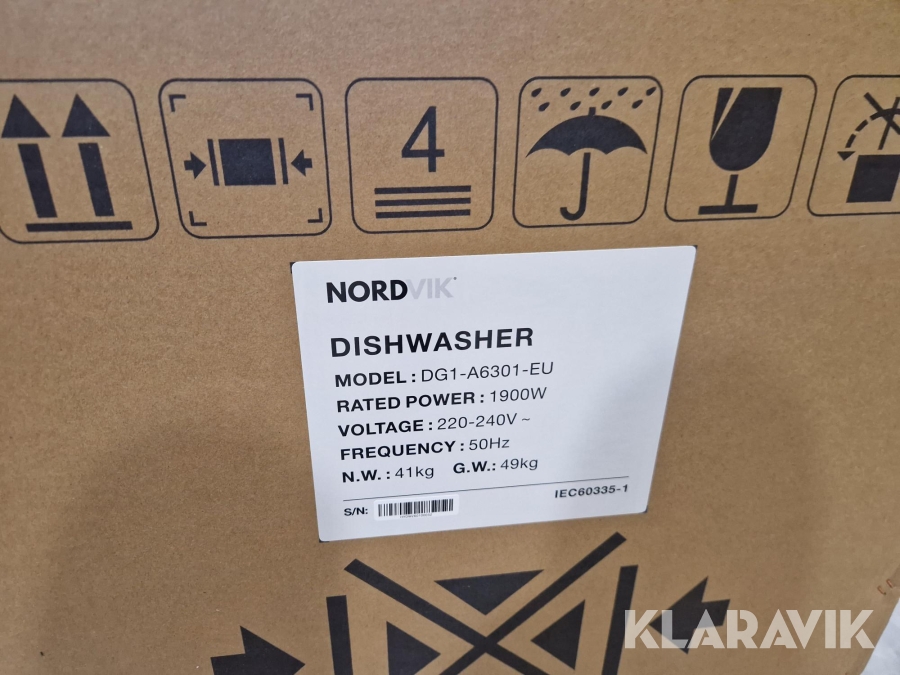 4
NORDVIK
DISHWASHER
MODEL : DG1-A6301-EU
RATED POWER : 1900W
VOLTAGE : 220-240V ~
FREQUENCY : 50Hz
N.W. : 41kg G.W.: 49kg
IEC60335-1
S/N:
KLARAVIK